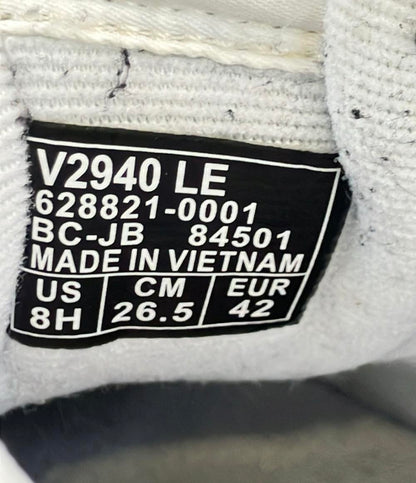 V2940 LE
628821-0001
BC-JB 84501
MADE IN VIETNAM
US CM EUR
8H 26.5 42